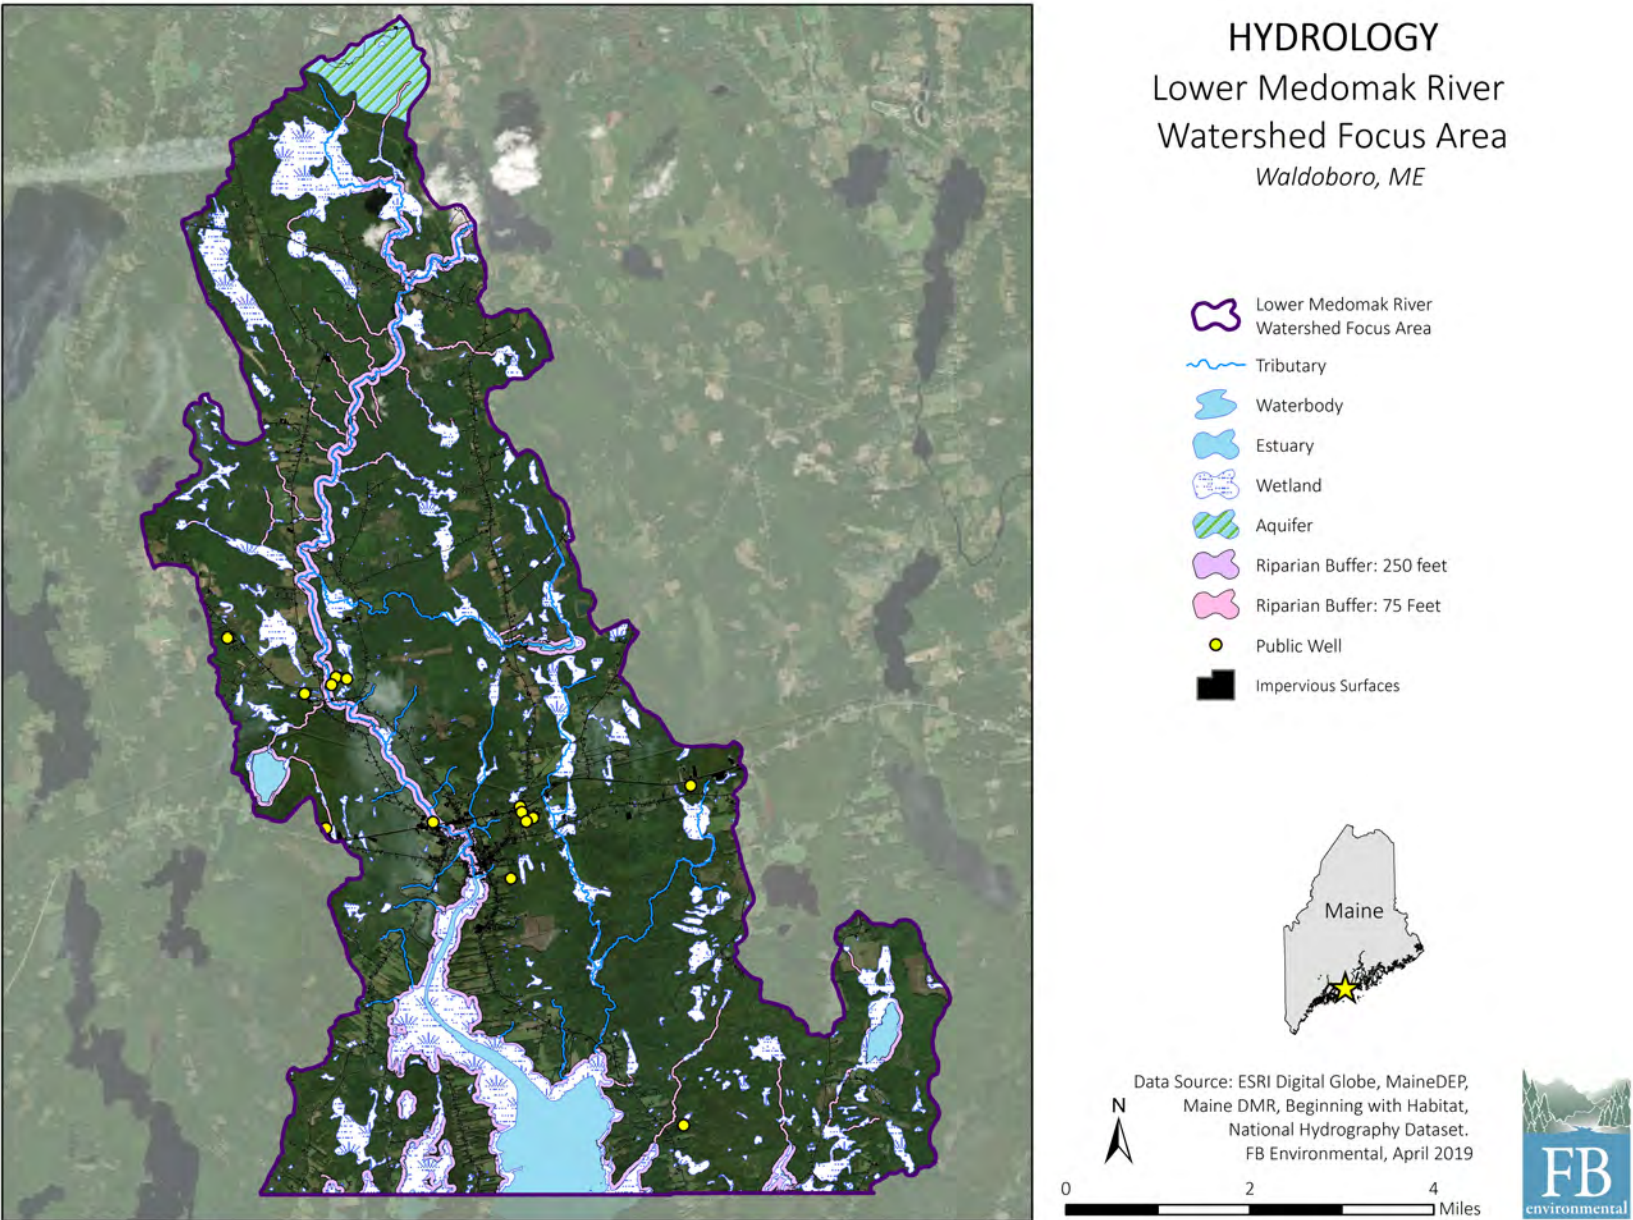 HYDROLOGY
Lower Medomak River
Watershed Focus Area
Waldoboro, ME
Lower Medomak River
Watershed Focus Area
Tributary
Waterbody
Estuary
Wetland
Aquifer
Riparian Buffer: 250 feet
Riparian Buffer: 75 Feet
Public Well
Impervious Surfaces
Maine
Data Source: ESRI Digital Globe, MaineDEP,
Maine DMR, Beginning with Habitat,
National Hydrography Dataset.
FB Environmental, April 2019
N
0 2 4
Miles
FB
environmental